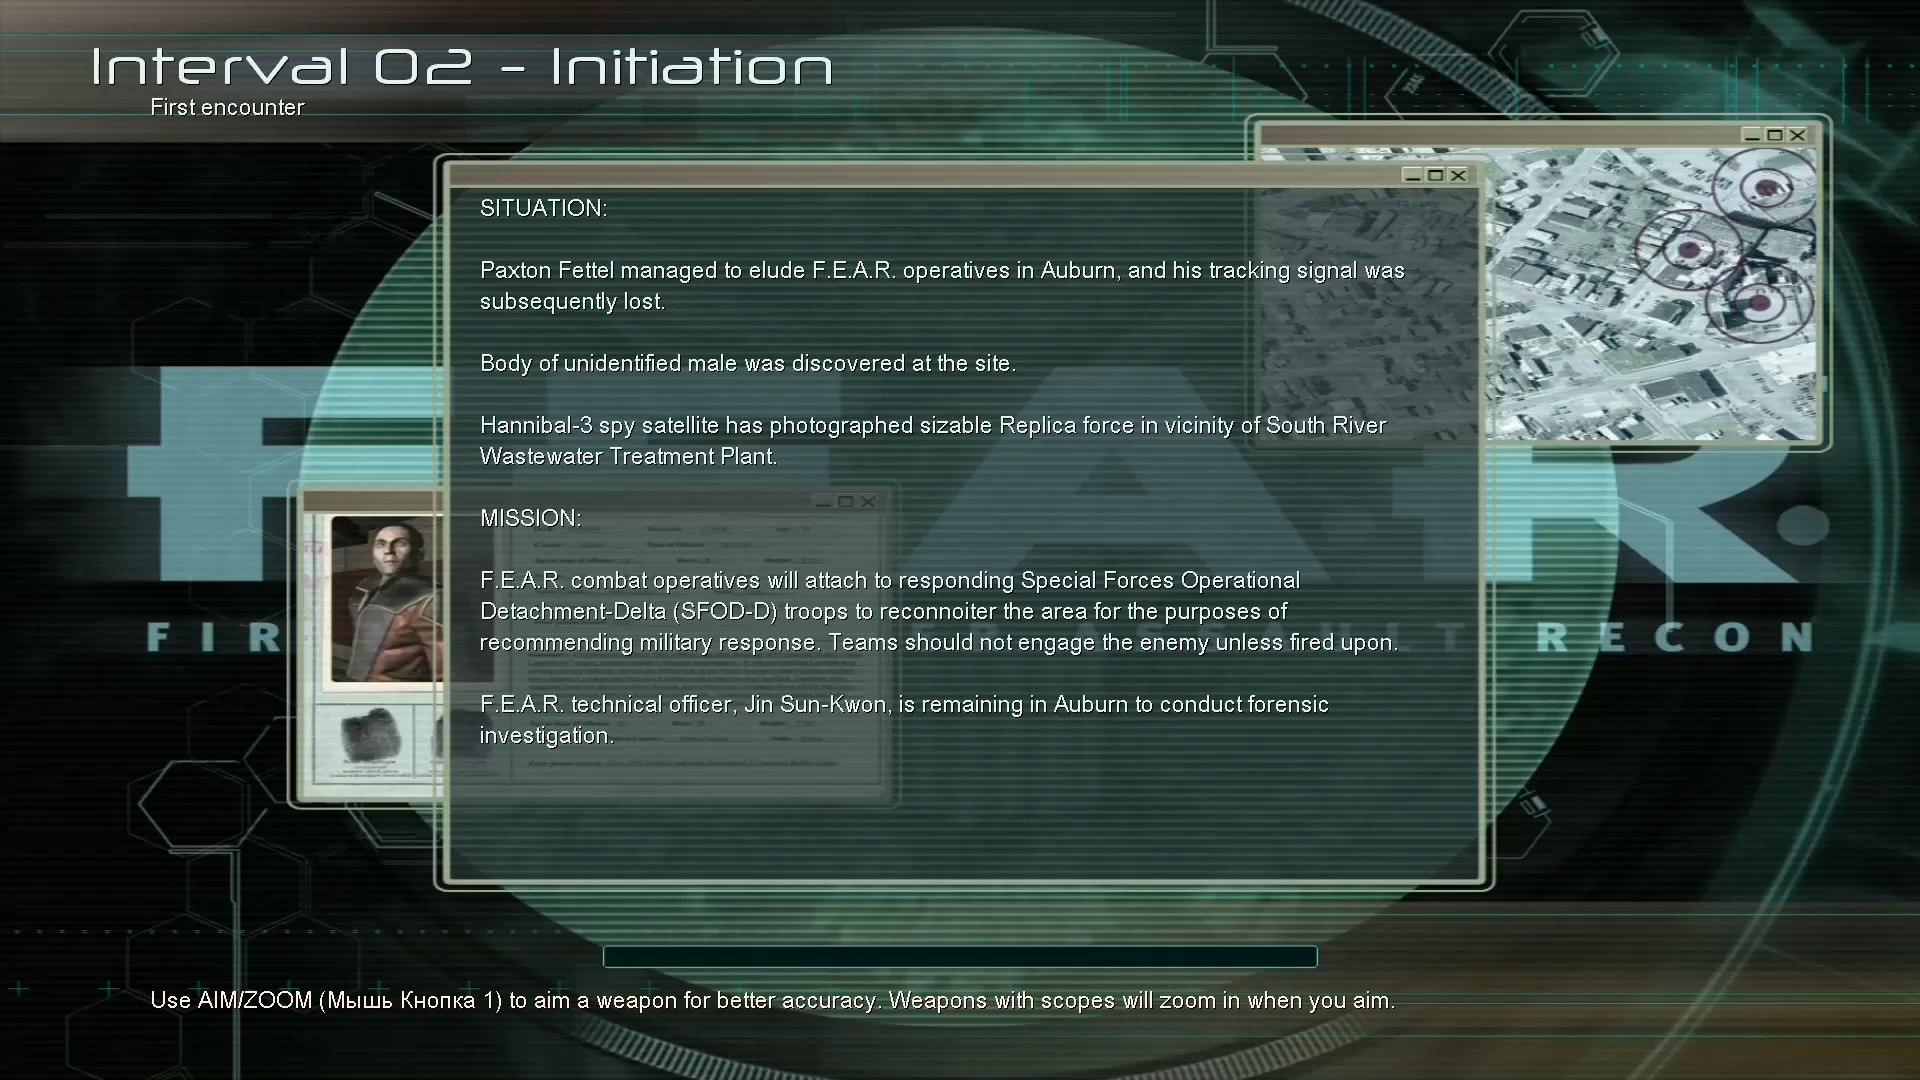 Interval 02 - Initiation
First encounter
SITUATION:
Paxton Fettel managed to elude F.E.A.R. operatives in Auburn, and his tracking signal was
subsequently lost.
Body of unidentified male was discovered at the site.
Hannibal-3 spy satellite has photographed sizable Replica force in vicinity of South River
Wastewater Treatment Plant.
MISSION:
F.E.A.R. combat operatives will attach to responding Special Forces Operational
Detachment-Delta (SFOD-D) troops to reconnoiter the area for the purposes of
recommending military response. Teams should not engage the enemy unless fired upon.
F.E.A.R. technical officer, Jin Sun-Kwon, is remaining in Auburn to conduct forensic
investigation.
RECON
Use AIM/ZOOM (Мышь Кнопка 1) to aim a weapon for better accuracy. Weapons with scopes will zoom in when you aim.